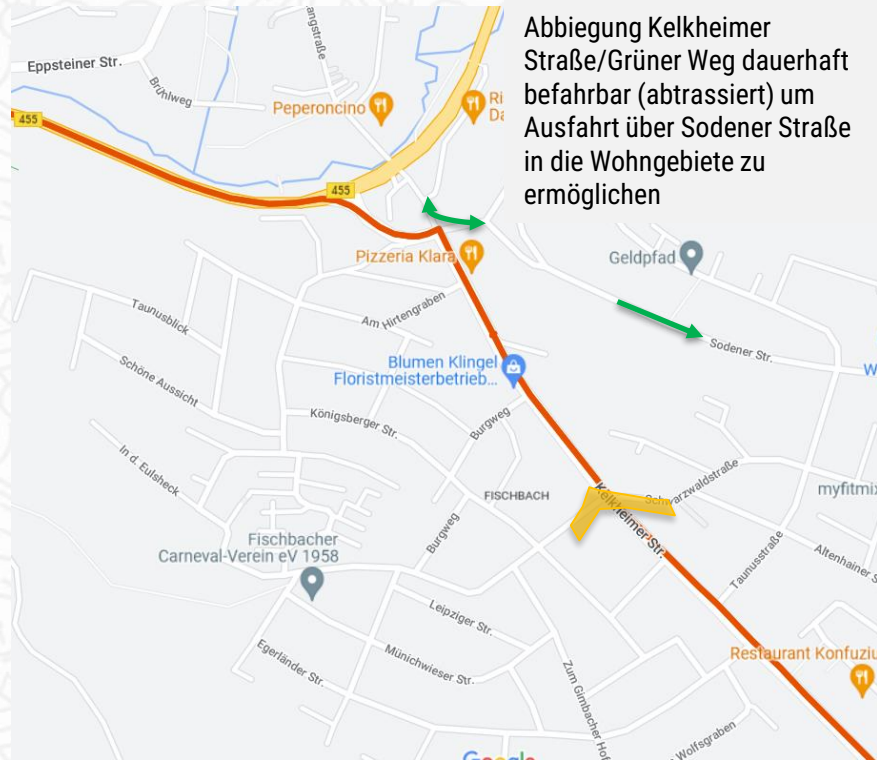 Abbiegung Kelkheimer
Straße/Grüner Weg dauerhaft
befahrbar (abtrassiert) um
Ausfahrt über Sodener Straße
in die Wohngebiete zu
ermöglichen
Eppsteiner Str.
Brühlweg
Peperoncino
455
455
Pizzeria Klara
Geldpfad
Am Hirtengraben
Taunusblick
Sodener Str.
Schöne Aussicht
Blumen Klingel
Floristmeisterbetrieb...
Königsberger Str.
Burgweg
In d. Eulsheck
FISCHBACH
Schwarzwaldstraße
myfitmix
Kelkheimer Str.
Fischbacher
Carneval-Verein eV 1958
Burgweg
Taunusstraße
Altenhainer S
Leipziger Str.
Egerländer Str.
Münichwieser Str.
Restaurant Konfuziu
Zum Gimbacher Hof
Wolfsgraben
Google